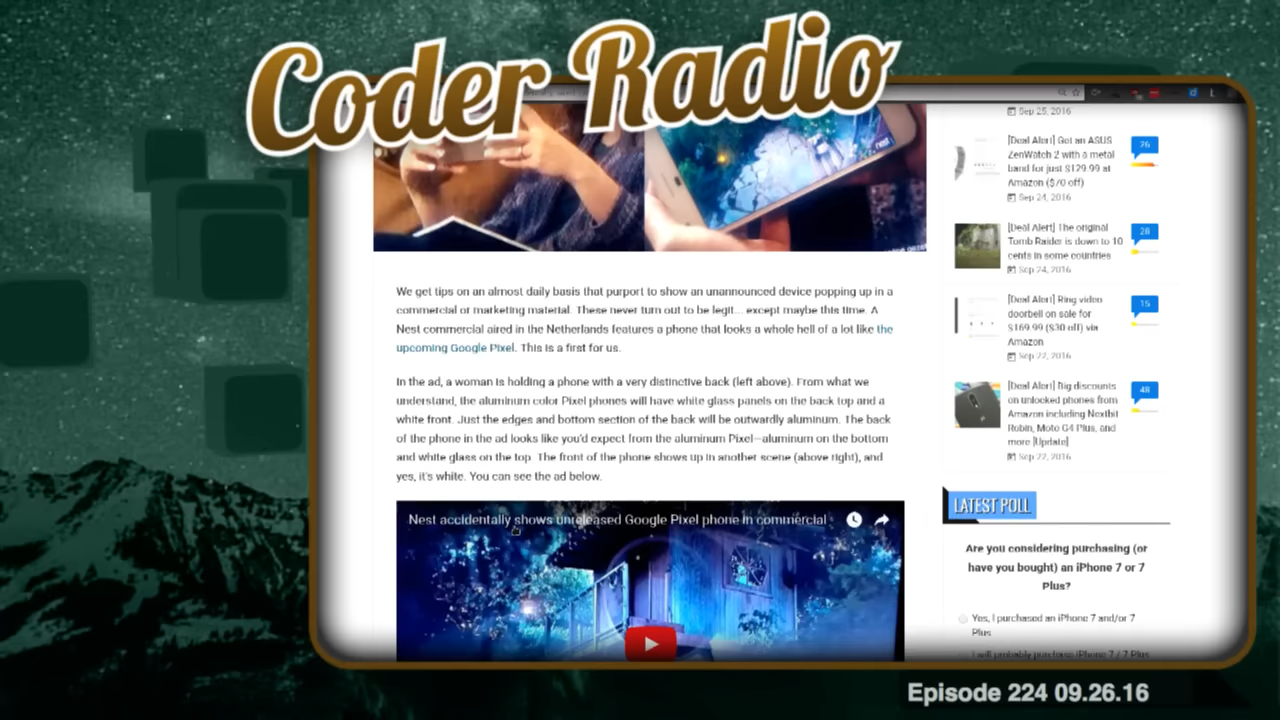 Coder Radio
nest
We get tips on an almost daily basis that purport to show an unannounced device popping up in a
commercial or marketing material. These never turn out to be legit... except maybe this time. A
Nest commercial aired in the Netherlands features a phone that looks a whole hell of a lot like the
upcoming Google Pixel. This is a first for us.
In the ad, a woman is holding a phone with a very distinctive back (left above). From what we
understand, the aluminum color Pixel phones will have white glass panels on the back top and a
white front. Just the edges and bottom section of the back will be outwardly aluminum. The back
of the phone in the ad looks like you'd expect from the aluminum Pixel—aluminum on the bottom
and white glass on the top. The front of the phone shows up in another scene (above right), and
yes, it's white. You can see the ad below.
Nest accidentally shows unreleased Google Pixel phone in commercial
Sep 25, 2016
[Deal Alert] Get an ASUS
ZenWatch 2 with a metal
band for just $129.99 at
Amazon ($70 off)
Sep 24, 2016
26
[Deal Alert] The original
Tomb Raider is down to 10
cents in some countries
Sep 24, 2016
28
[Deal Alert] Ring video
doorbell on sale for
$169.99 ($30 off) via
Amazon
Sep 22, 2016
15
[Deal Alert] Big discounts
on unlocked phones from
Amazon including Nextbit
Robin, Moto G4 Plus, and
more [Update]
Sep 22, 2016
48
LATEST POLL
Are you considering purchasing (or
have you bought) an iPhone 7 or 7
Plus?
Yes, I purchased an iPhone 7 and/or 7
Plus
I will probably purchase iPhone 7 / 7 Plus
Episode 224 09.26.16